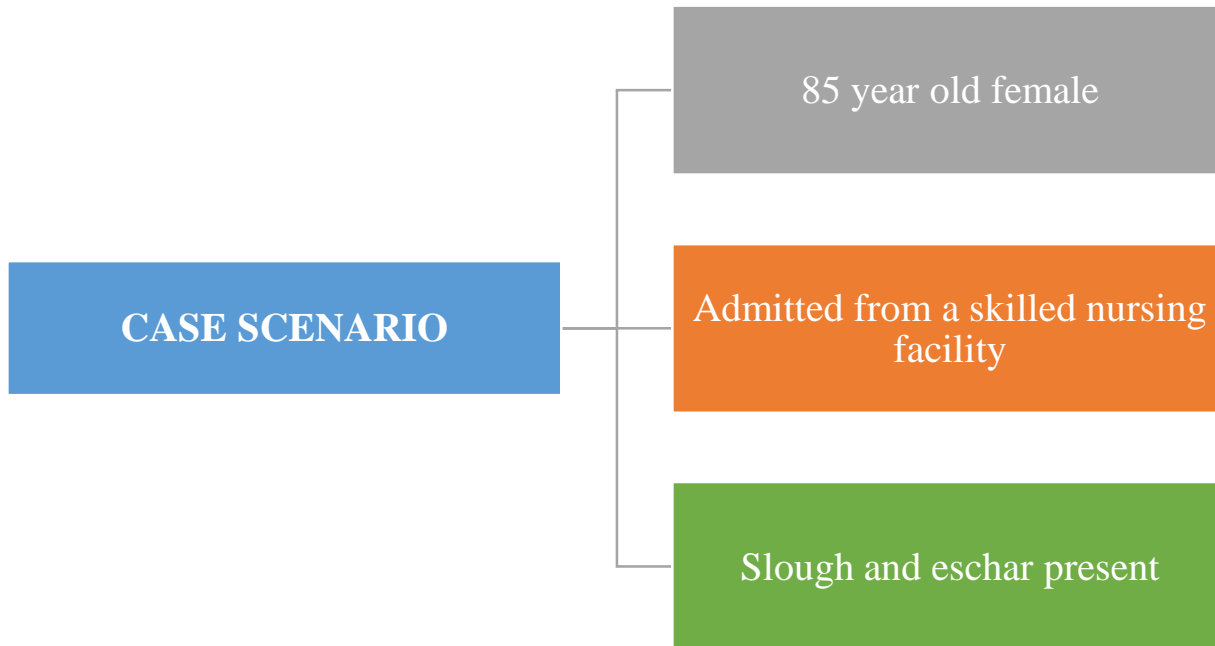 CASE SCENARIO
85 year old female
Admitted from a skilled nursing
facility
Slough and eschar present